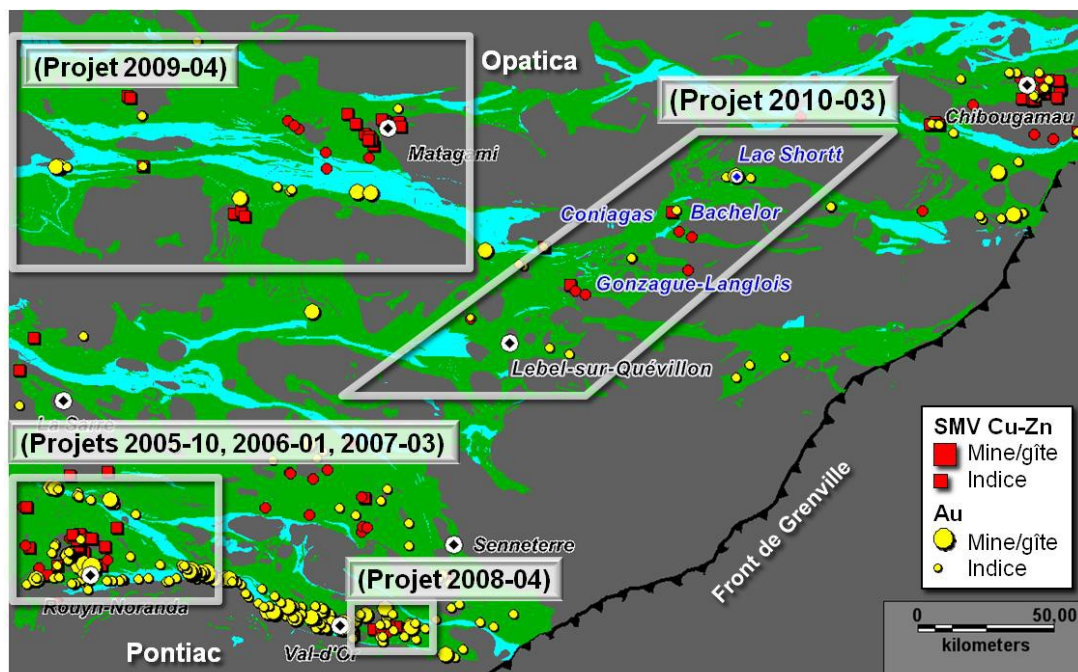 (Projet 2009-04)
Opatica
(Projet 2010-03)
Chibougamau
Matagami
Lac Shortt
Coniagas
Bachelor
Gonzague-Langlois
Lebel-sur-Quévillon
La Sarre
(Projets 2005-10, 2006-01, 2007-03)
SMV Cu-Zn
Mine/gîte
Indice
Au
Mine/gîte
Indice
Front de Grenville
Senneterre
(Projet 2008-04)
Rouyn-Noranda
Val-d'Or
Pontiac
0
50,00
kilometers